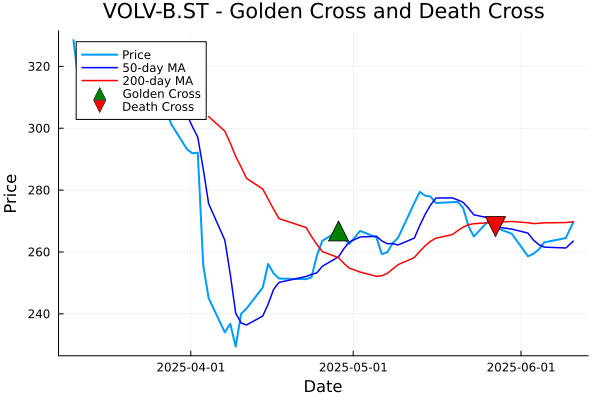 VOLV-B.ST - Golden Cross and Death Cross
Price
50-day MA
200-day MA
Golden Cross
Death Cross
320
300
280
260
240
Price
2025-04-01
2025-05-01
2025-06-01
Date